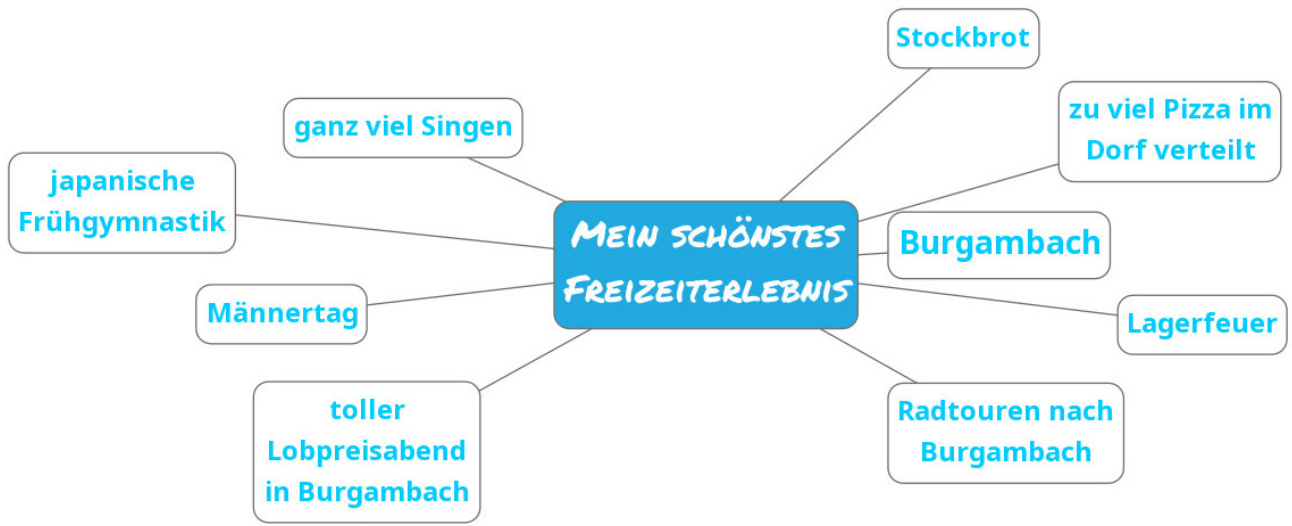 Stockbrot
zu viel Pizza im
Dorf verteilt
ganz viel Singen
japanische
Frühgymnastik
Mein schönstes
Freizeiterlebnis
Burgambach
Männertag
Lagerfeuer
toller
Lobpreisabend
in Burgambach
Radtouren nach
Burgambach